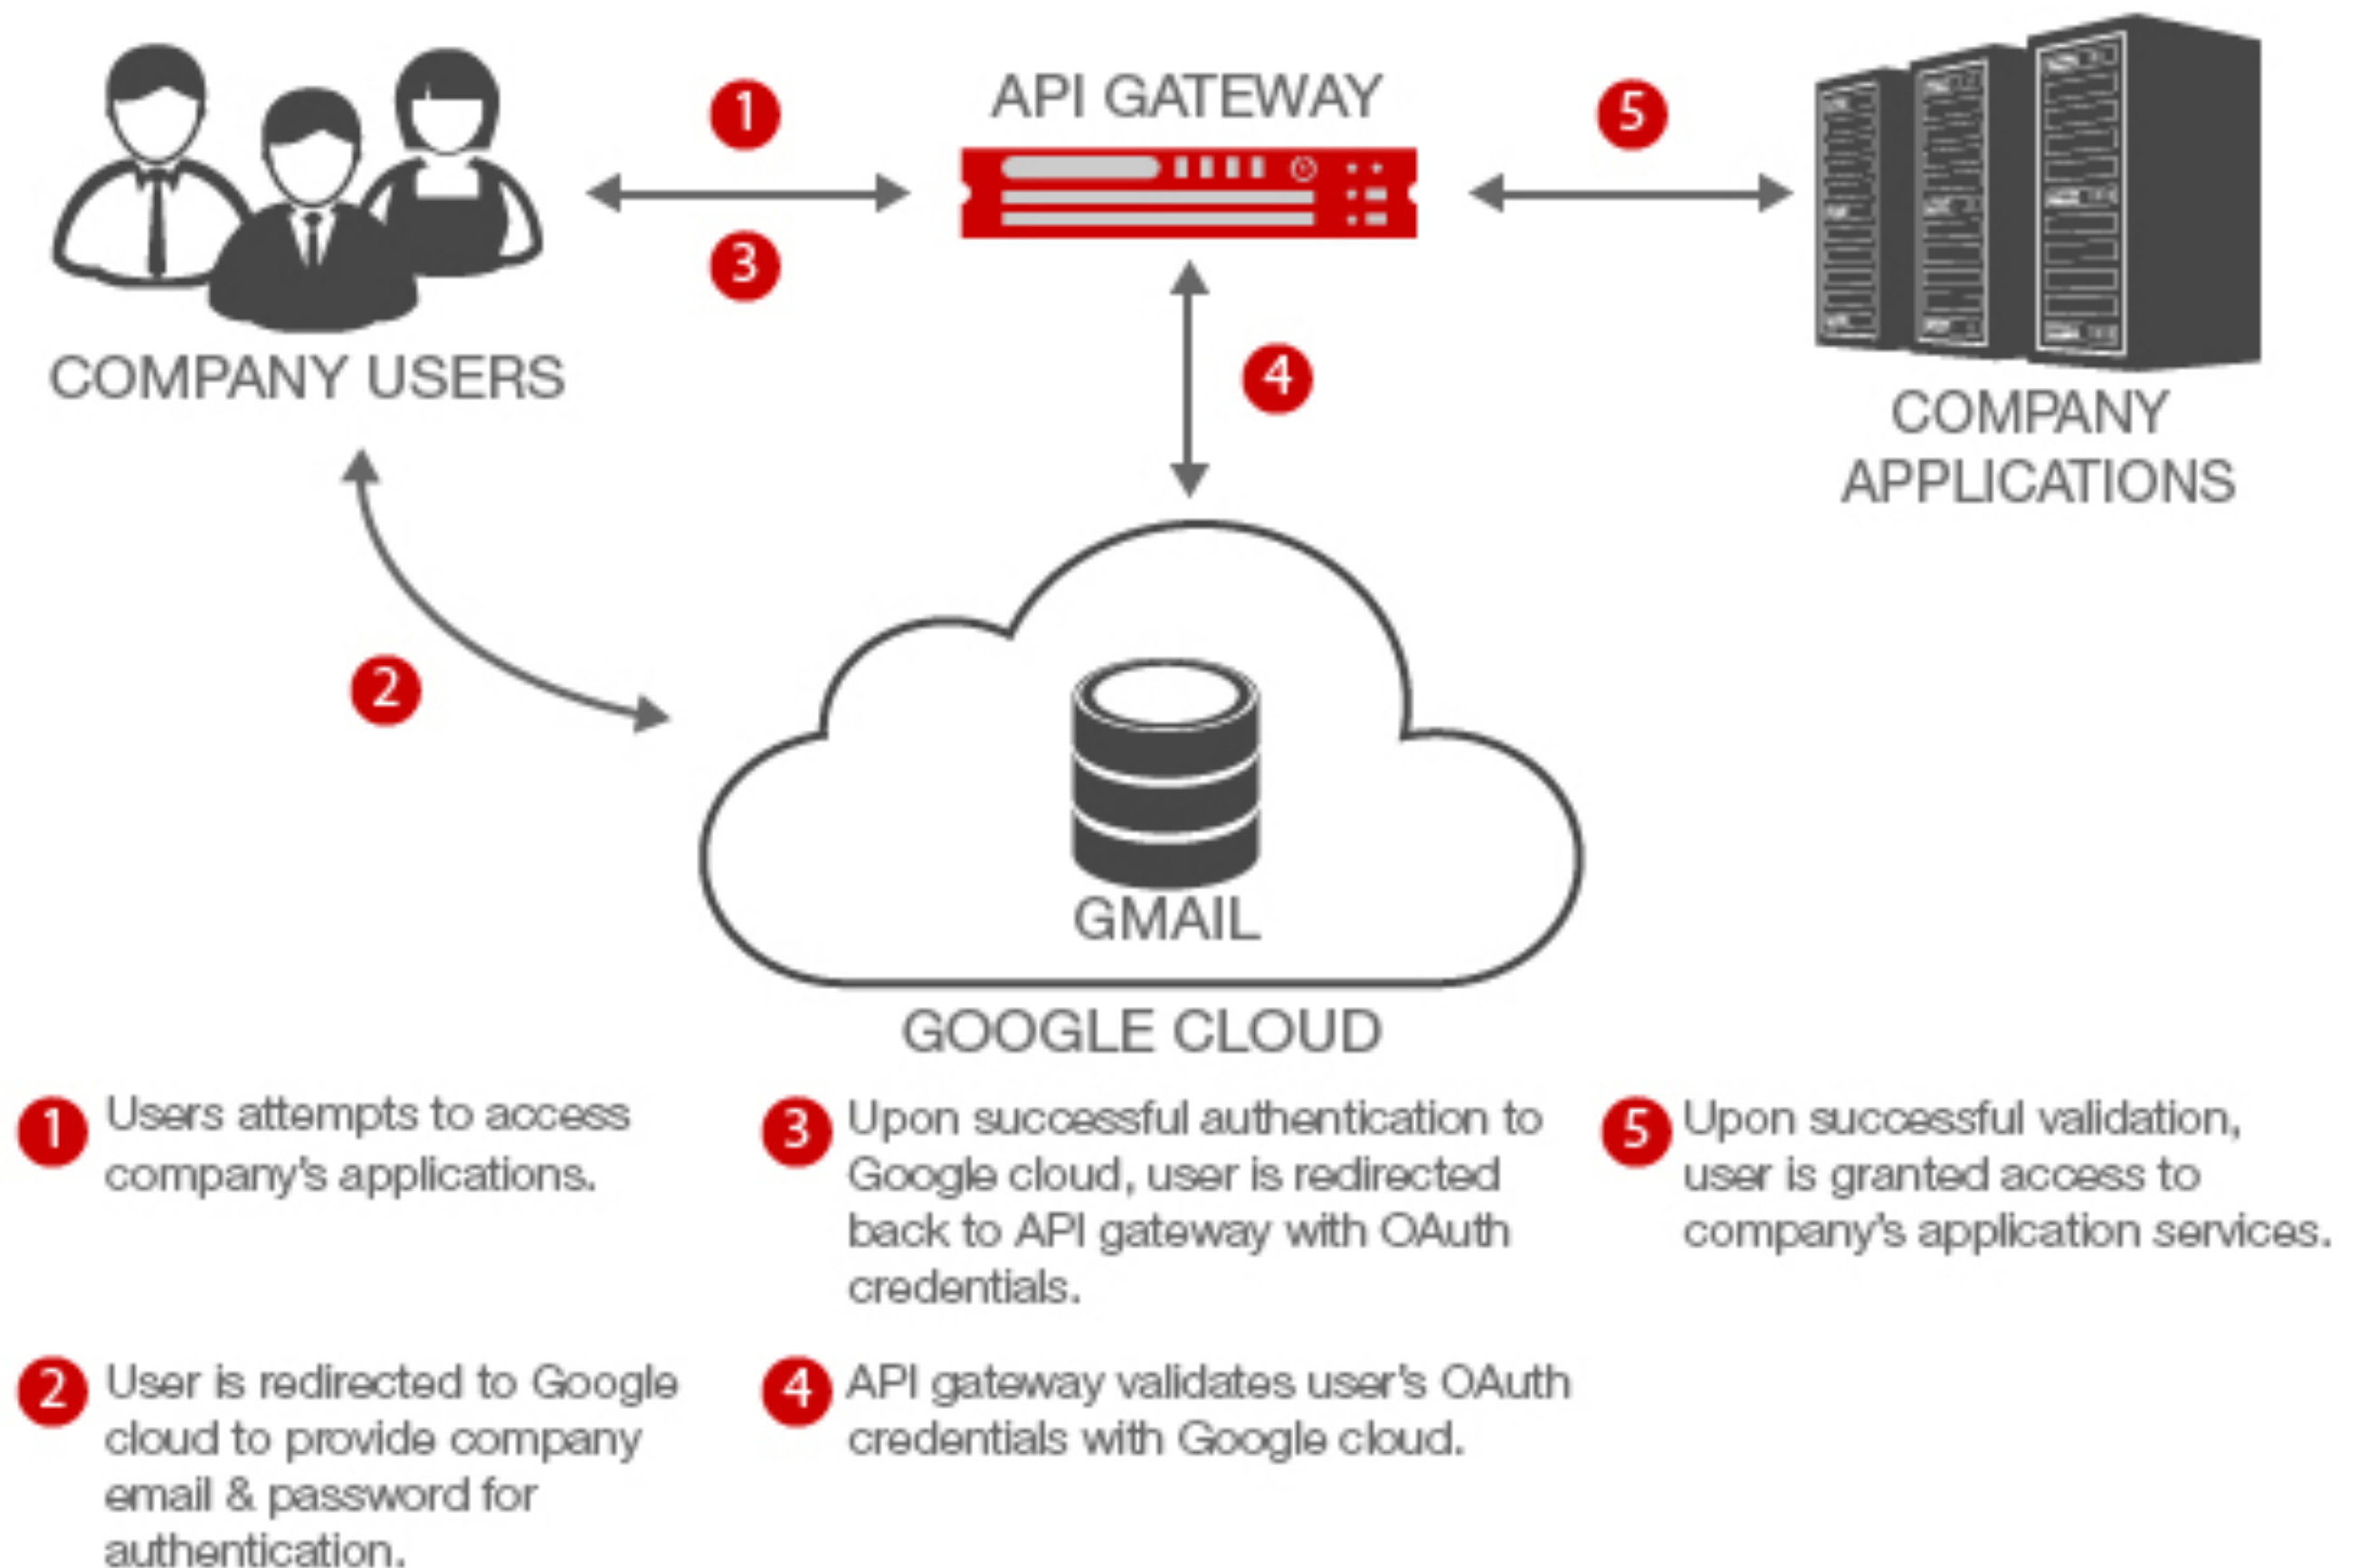 1
API GATEWAY
5
3
COMPANY USERS
4
COMPANY
APPLICATIONS
2
GMAIL
GOOGLE CLOUD
1 Users attempts to access
company's applications.
2 User is redirected to Google
cloud to provide company
email & password for
authentication.
3 Upon successful authentication to
Google cloud, user is redirected
back to API gateway with OAuth
credentials.
4 API gateway validates user's OAuth
credentials with Google cloud.
5 Upon successful validation,
user is granted access to
company's application services.